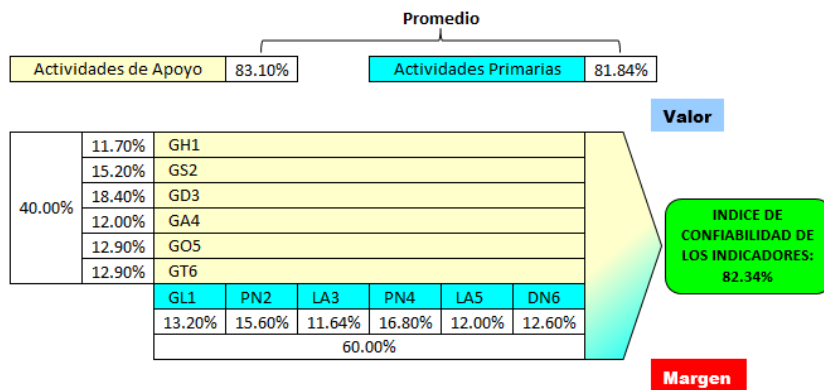 Promedio
Actividades de Apoyo 83.10% Actividades Primarias 81.84%
Valor
40.00%
11.70% GH1
15.20% GS2
18.40% GD3
12.00% GA4
12.90% GO5
12.90% GT6
INDICE DE
CONFIABILIDAD DE
LOS INDICADORES:
82.34%
GL1 PN2 LA3 PN4 LA5 DN6
13.20% 15.60% 11.64% 16.80% 12.00% 12.60%
60.00%
Margen